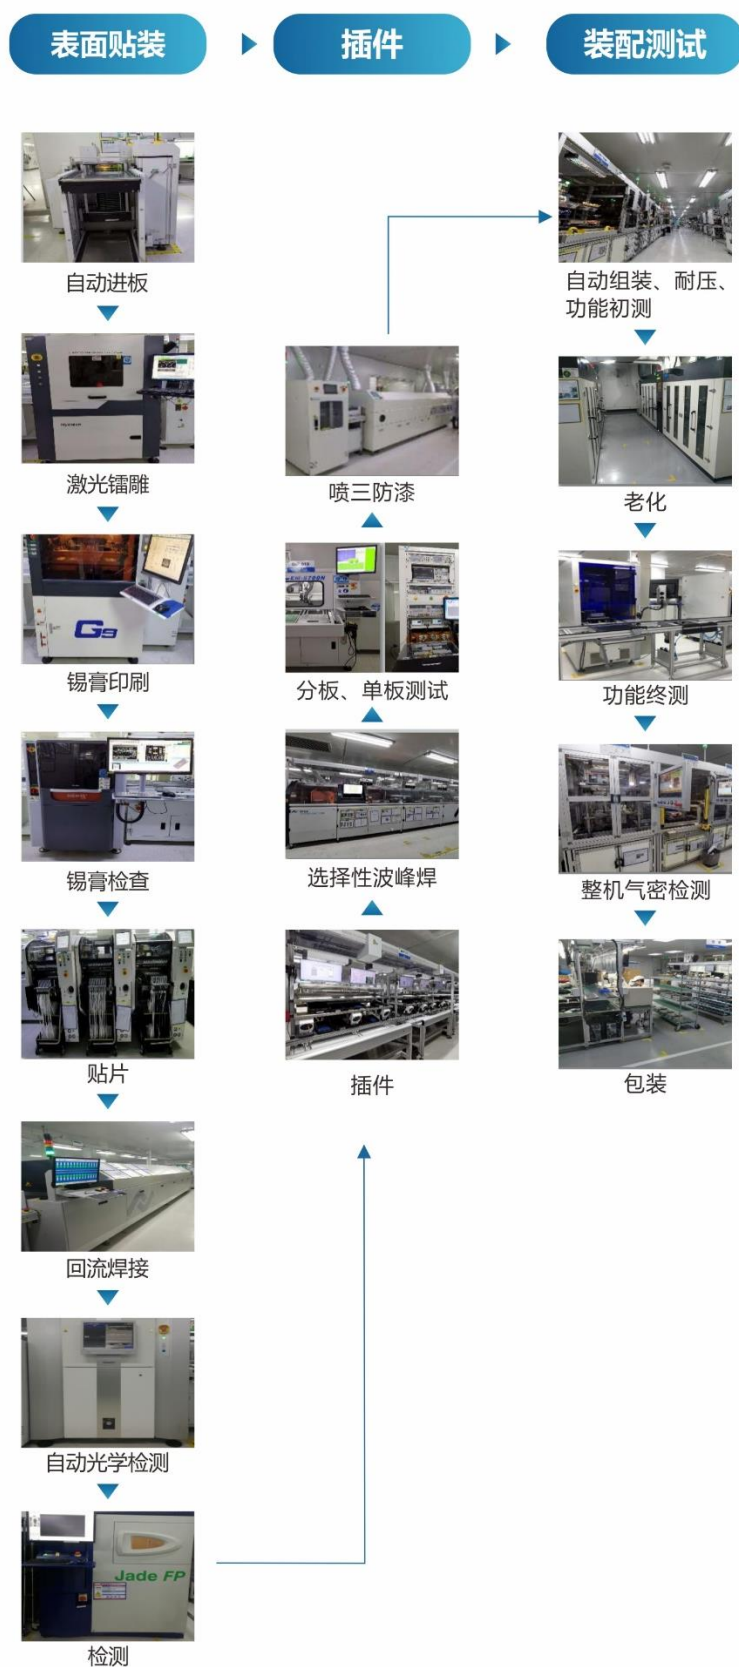 表面贴装
插件
装配测试
自动进板
激光镭雕
锡膏印刷
G9
锡膏检查
贴片
回流焊接
自动光学检测
Jade FP
检测
插件
选择性波峰焊
分板、单板测试
喷三防漆
自动组装、耐压、
功能初测
老化
功能终测
整机气密检测
包装